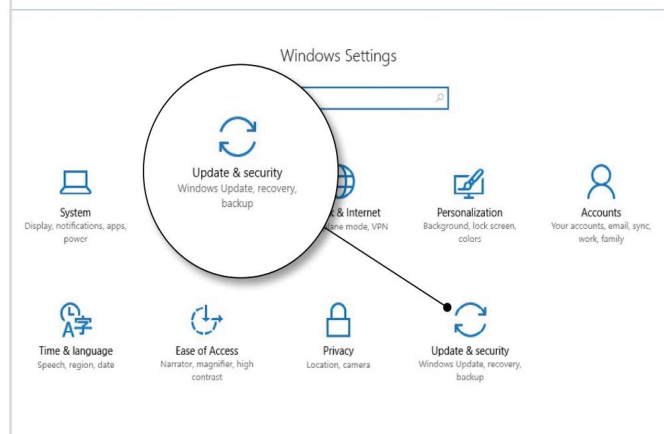 Windows Settings
Update & security
Windows Update, recovery,
backup
System
Display, notifications, apps,
power
& Internet
mode, VPN
Personalization
Background, lock screen,
colors
Accounts
Your accounts, email, sync,
work, family
Time & language
Speech, region, date
Ease of Access
Narrator, magnifier, high
contrast
Privacy
Location, camera
Update & security
Windows Update, recovery,
backup